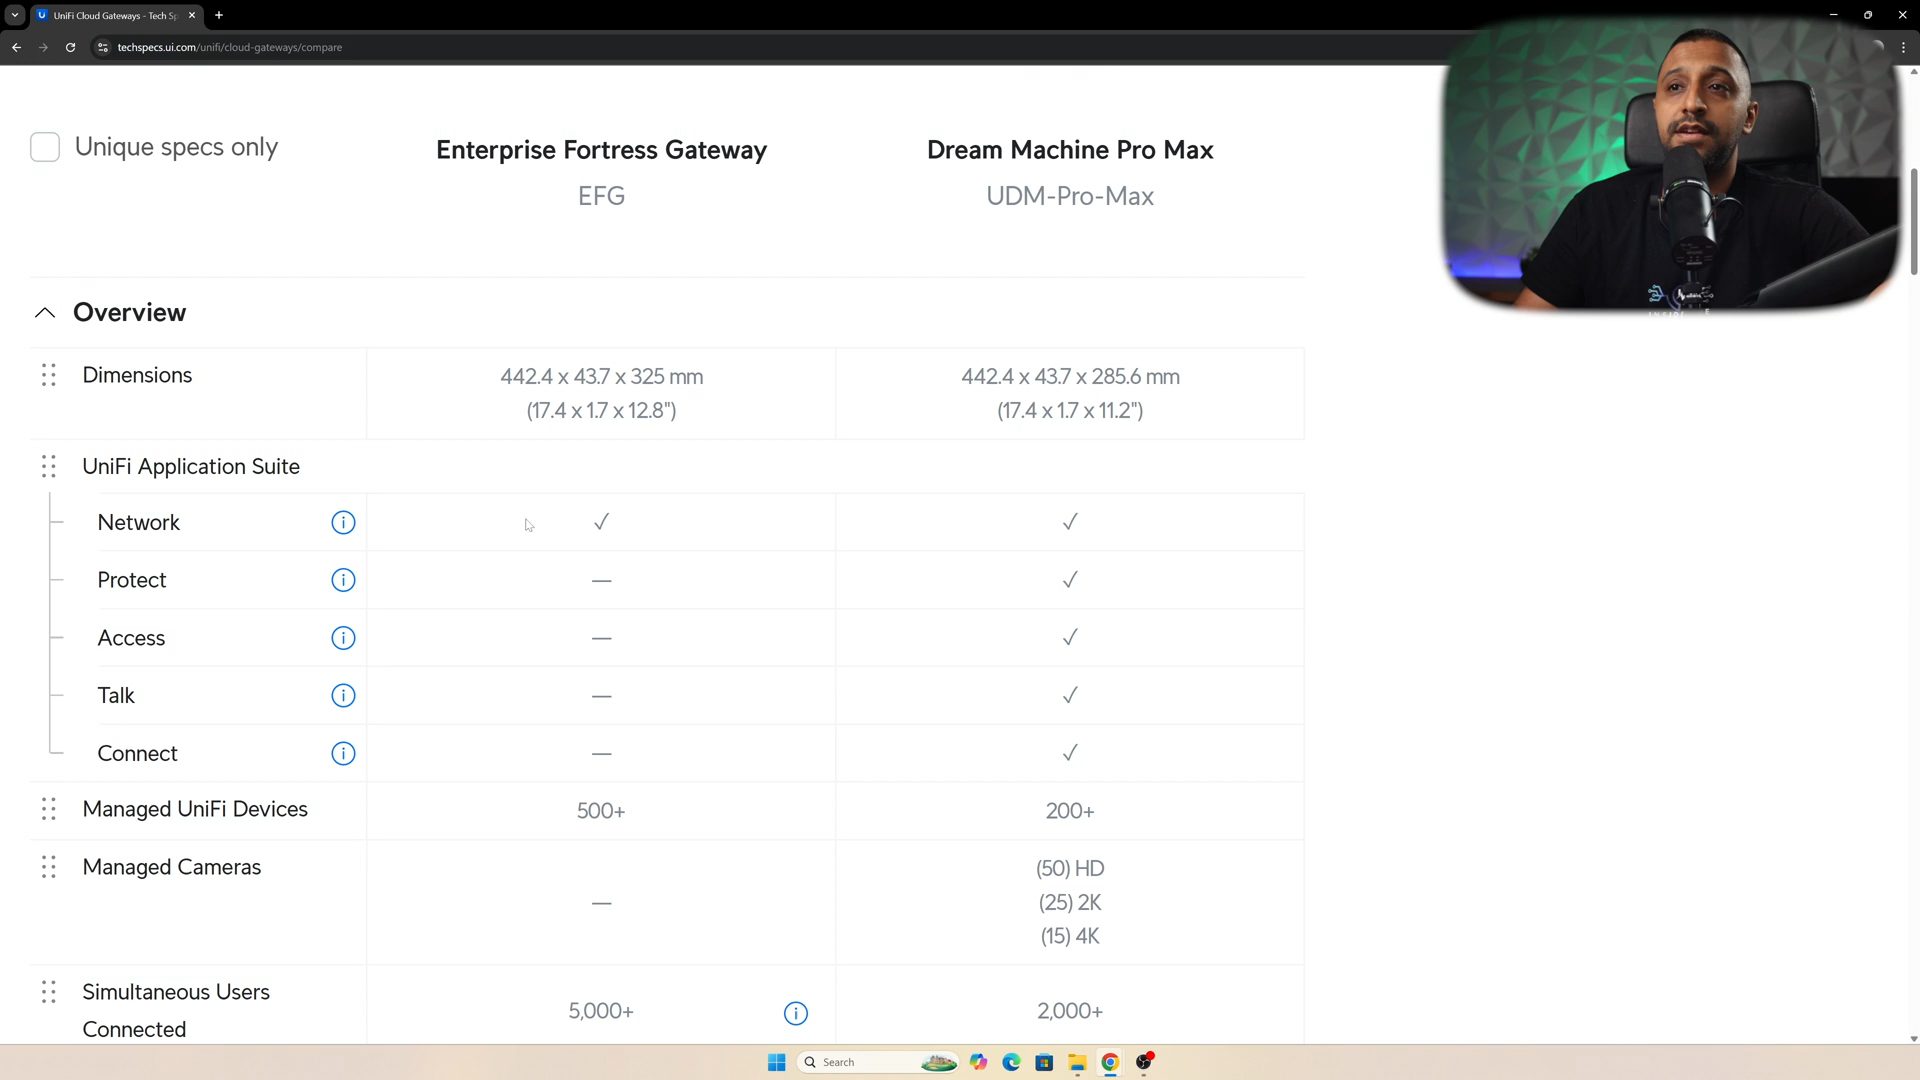 UniFi Cloud Gateways - Tech Sp
techspecs.ui.com/unifi/cloud-gateways/compare
Unique specs only
Enterprise Fortress Gateway
Dream Machine Pro Max
EFG
UDM-Pro-Max
Overview
Dimensions
442.4 x 43.7 x 325 mm
(17.4 x 1.7 x 12.8")
442.4 x 43.7 x 285.6 mm
(17.4 x 1.7 x 11.2")
UniFi Application Suite
Network
✓
✓
Protect
—
✓
Access
—
✓
Talk
—
✓
Connect
—
✓
Managed UniFi Devices
500+
200+
Managed Cameras
—
(50) HD
(25) 2K
(15) 4K
Simultaneous Users
Connected
5,000+
2,000+
Search